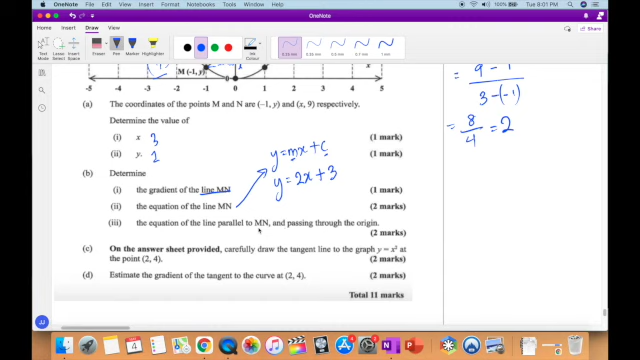 OneNote File Edit View Insert Format Notebooks Tools Window Help
100% Tue 8:01 PM
Home Insert Draw View
Text Mode
Lasso Select
Eraser
Pen
Marker
Highlighter
0.25 mm
0.35 mm
0.5 mm
0.7 mm
M (-1, y)
x
-5 -4 -3 -2 -1 0 1 2 3 4 5
(a) The coordinates of the points M and N are (−1, y) and (x, 9) respectively.
Determine the value of
(i) x 3 (1 mark)
(ii) y. 1 (1 mark)
y = mx + c
y = 2x + 3
(b) Determine
(i) the gradient of the line MN (1 mark)
(ii) the equation of the line MN (2 marks)
(iii) the equation of the line parallel to MN, and passing through the origin.
(2 marks)
(c) On the answer sheet provided, carefully draw the tangent line to the graph y = x² at
the point (2, 4). (2 marks)
(d) Estimate the gradient of the tangent to the curve at (2, 4). (2 marks)
Total 11 marks
= 9 - 1
3 - (-1)
= 8/4 = 2
JJ